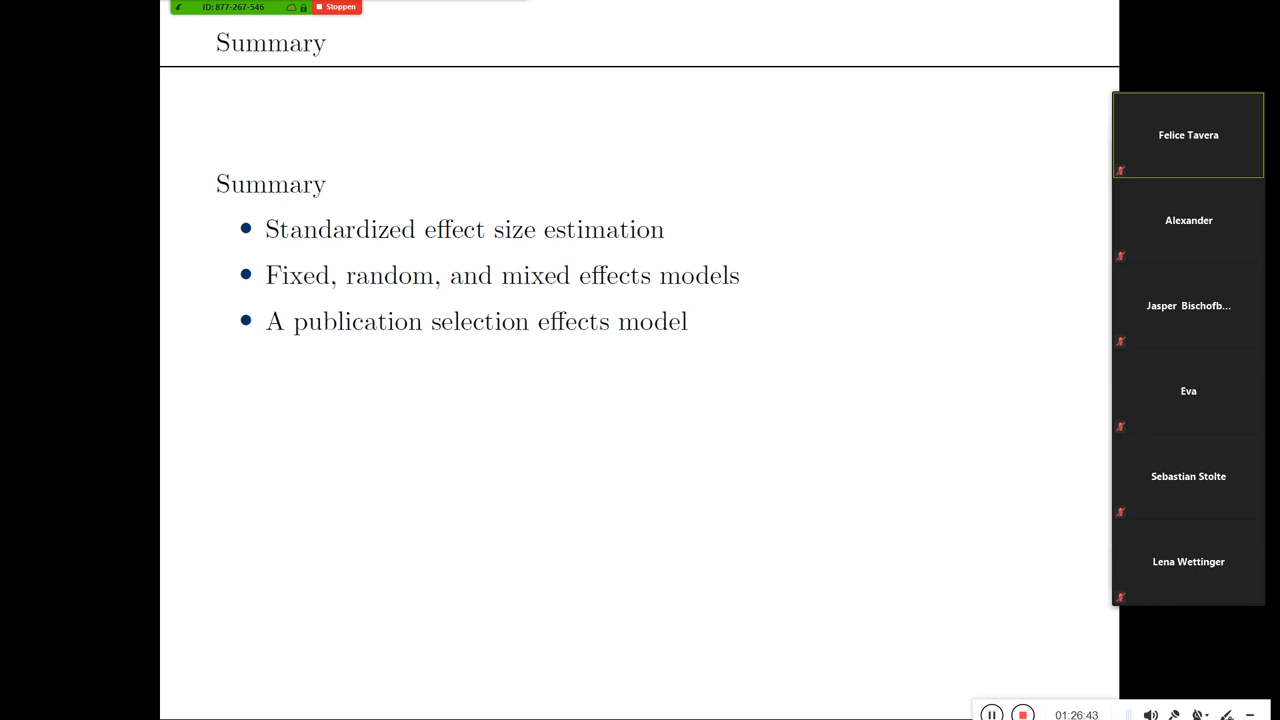 ID: 877-267-546 Stoppen
Summary
Summary
Standardized effect size estimation
Fixed, random, and mixed effects models
A publication selection effects model
Felice Tavera
Alexander
Jasper Bischofb...
Eva
Sebastian Stolte
Lena Wettinger
01:26:43